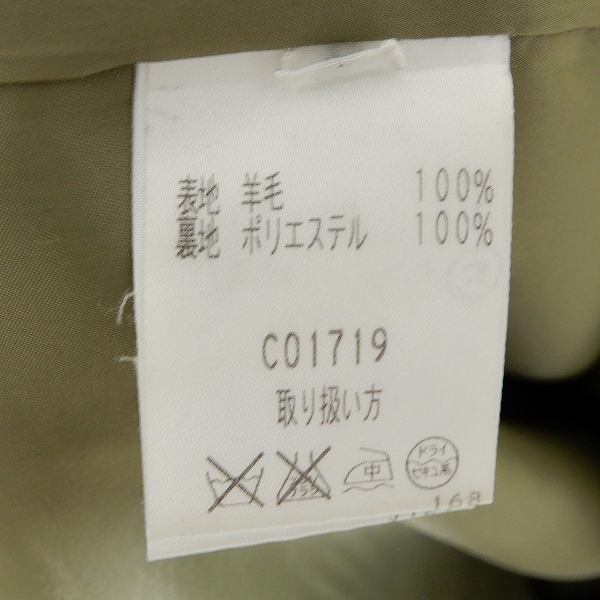 表地 羊毛 100%
裏地 ポリエステル 100%
C01719
取り扱い方
中 ドライ
セキユ系
168